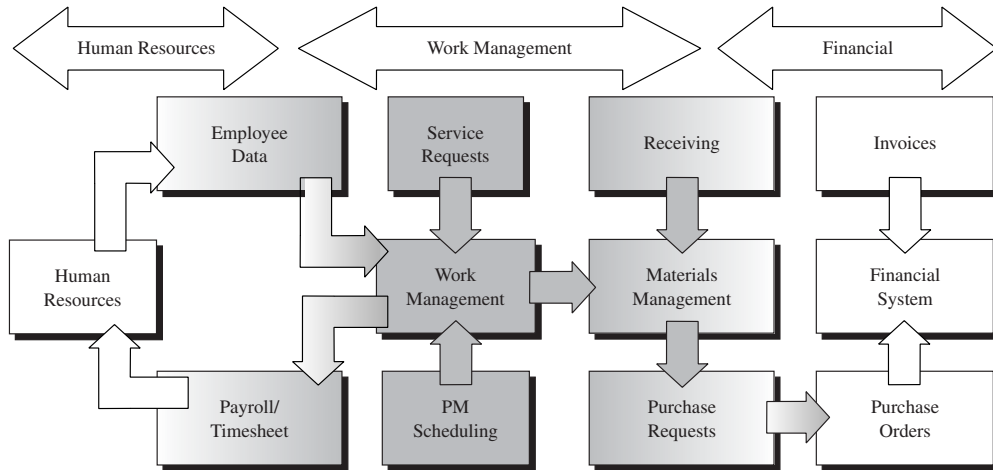 Human Resources
Work Management
Financial
Employee
Data
Service
Requests
Receiving
Invoices
Human
Resources
Work
Management
Materials
Management
Financial
System
Payroll/
Timesheet
PM
Scheduling
Purchase
Requests
Purchase
Orders